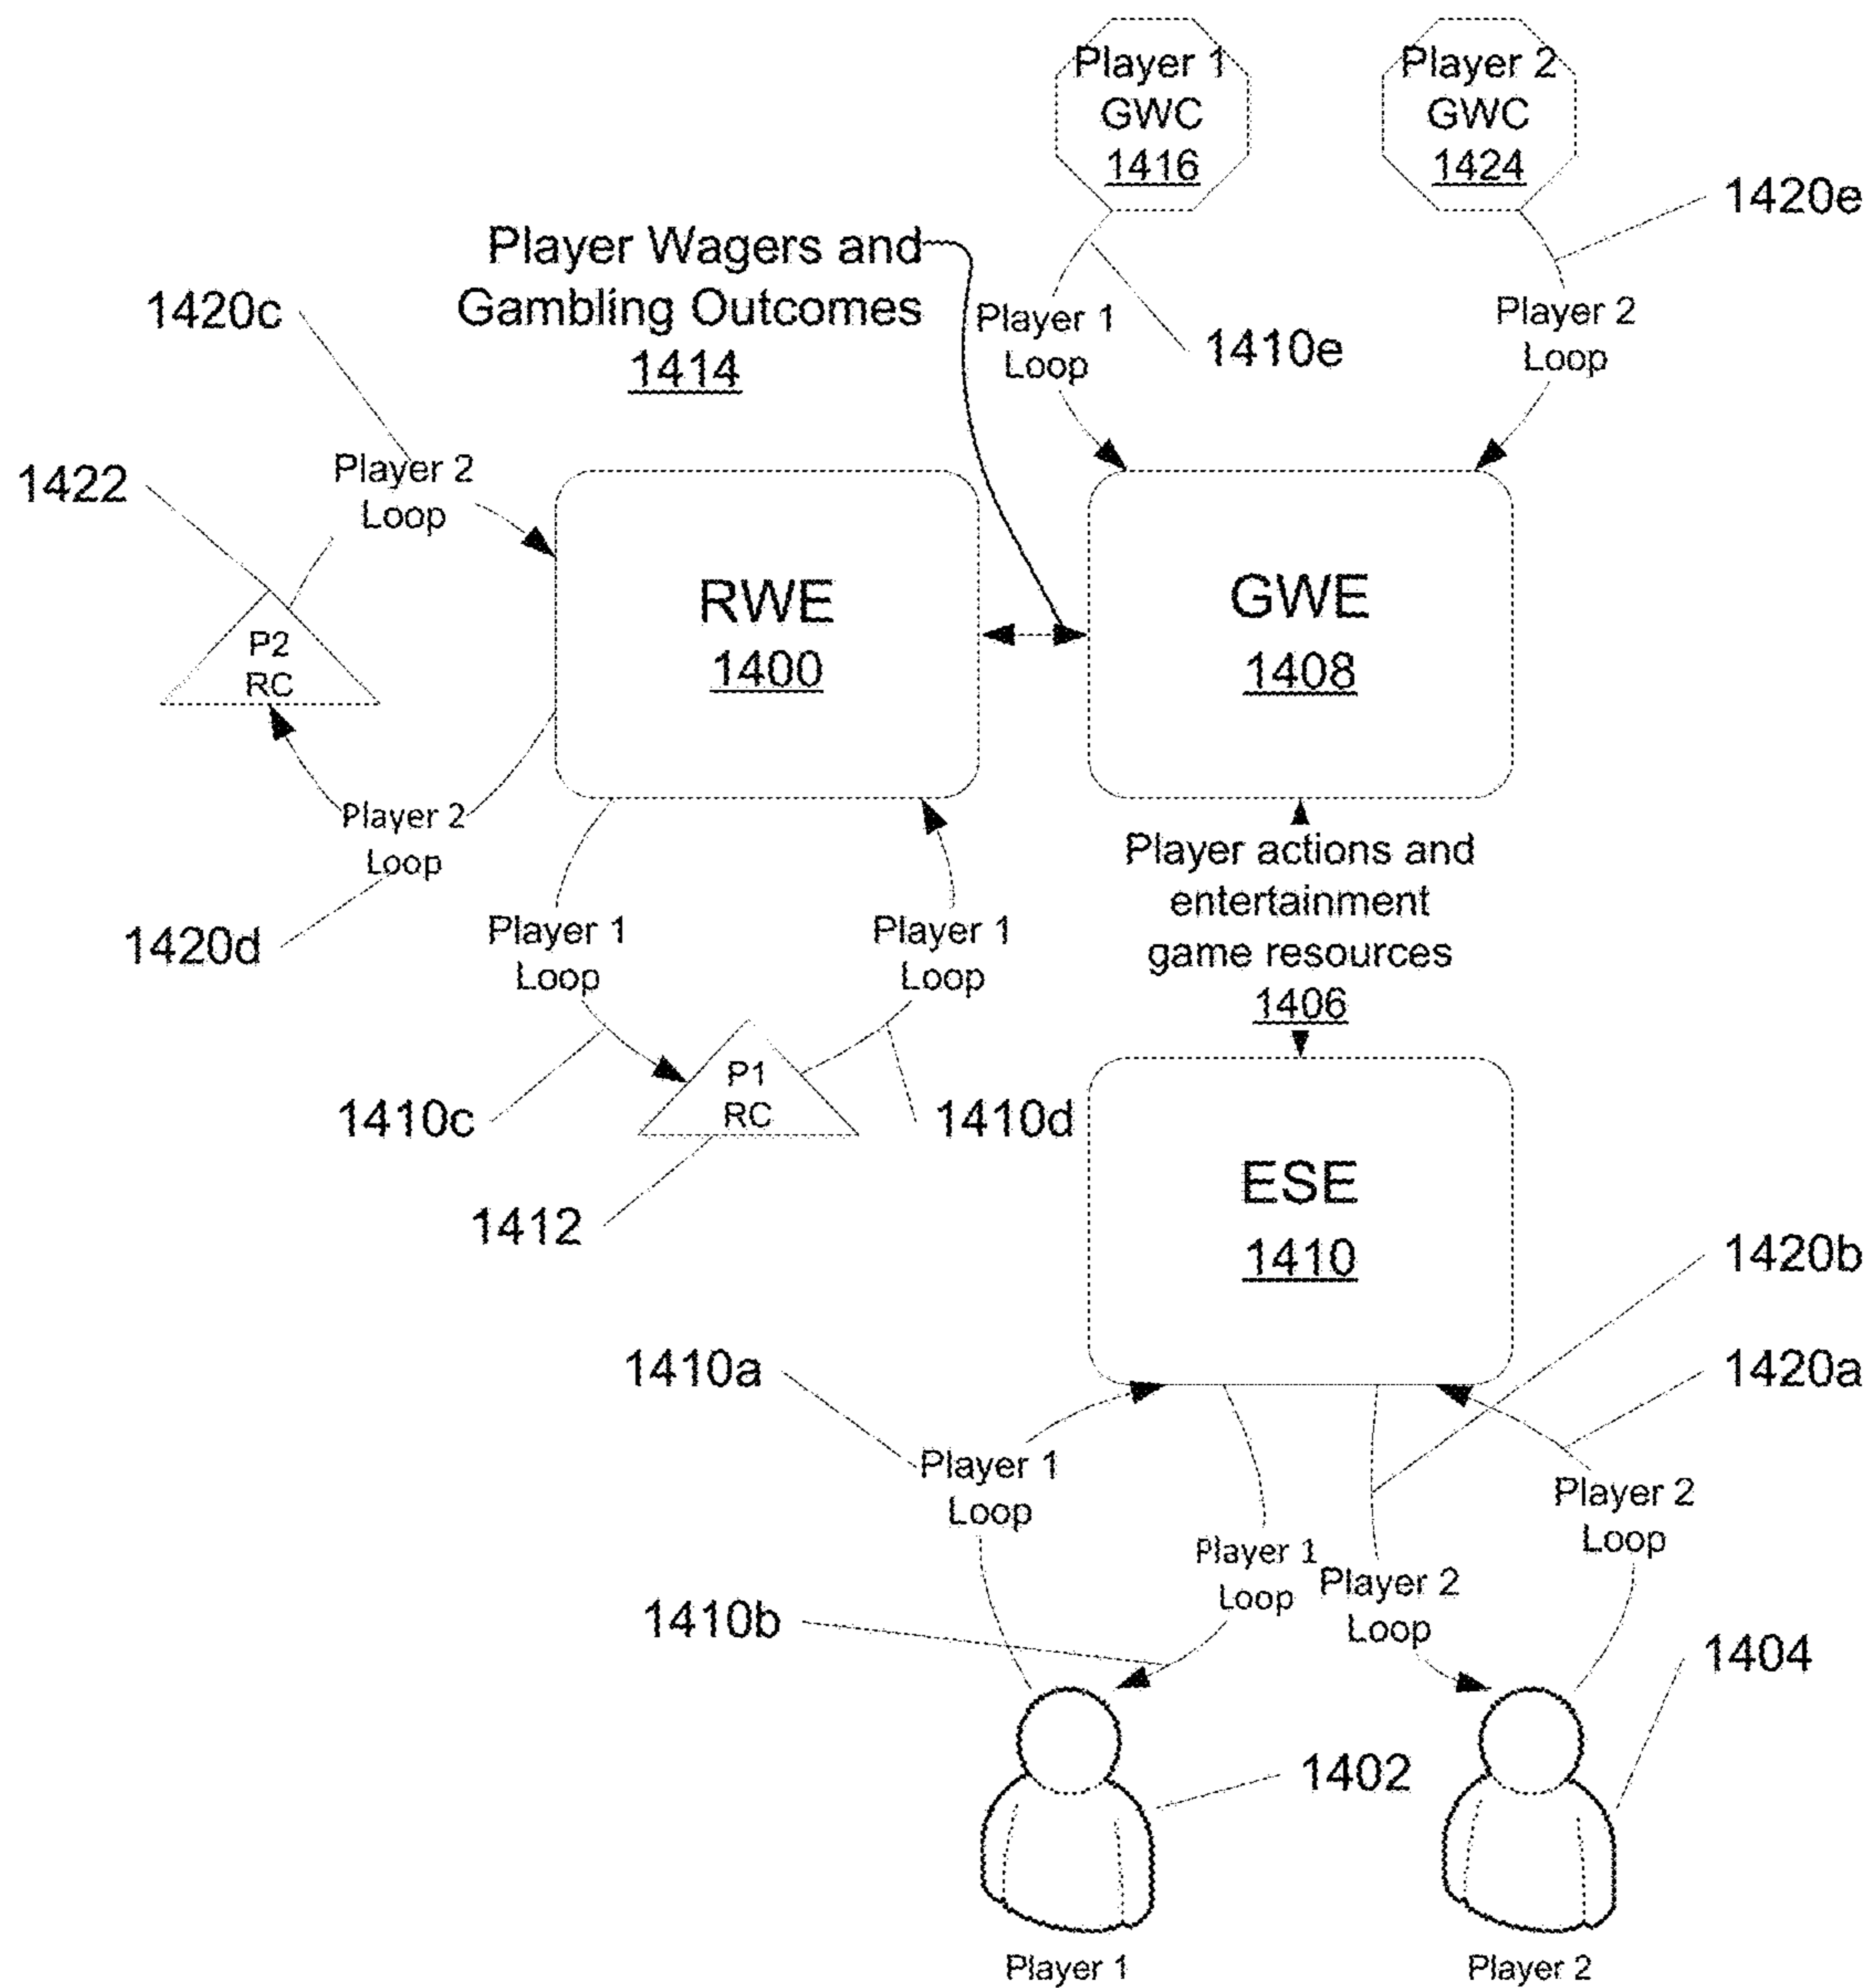 Player 1
GWC
1416
Player 2
GWC
1424
1420e
Player Wagers and
Gambling Outcomes
1414
Player 1
Loop
1410e
Player 2
Loop
1420c
1422
Player 2
Loop
P2
RC
RWE
1400
GWE
1408
Player 2
Loop
1420d
Player 1
Loop
Player 1
Loop
Player actions and
entertainment
game resources
1406
P1
RC
1410c
1410d
1412
ESE
1410
1420b
1420a
1410a
Player 1
Loop
Player 1
Loop
Player 2
Loop
Player 2
Loop
1410b
1404
1402
Player 1
Player 2